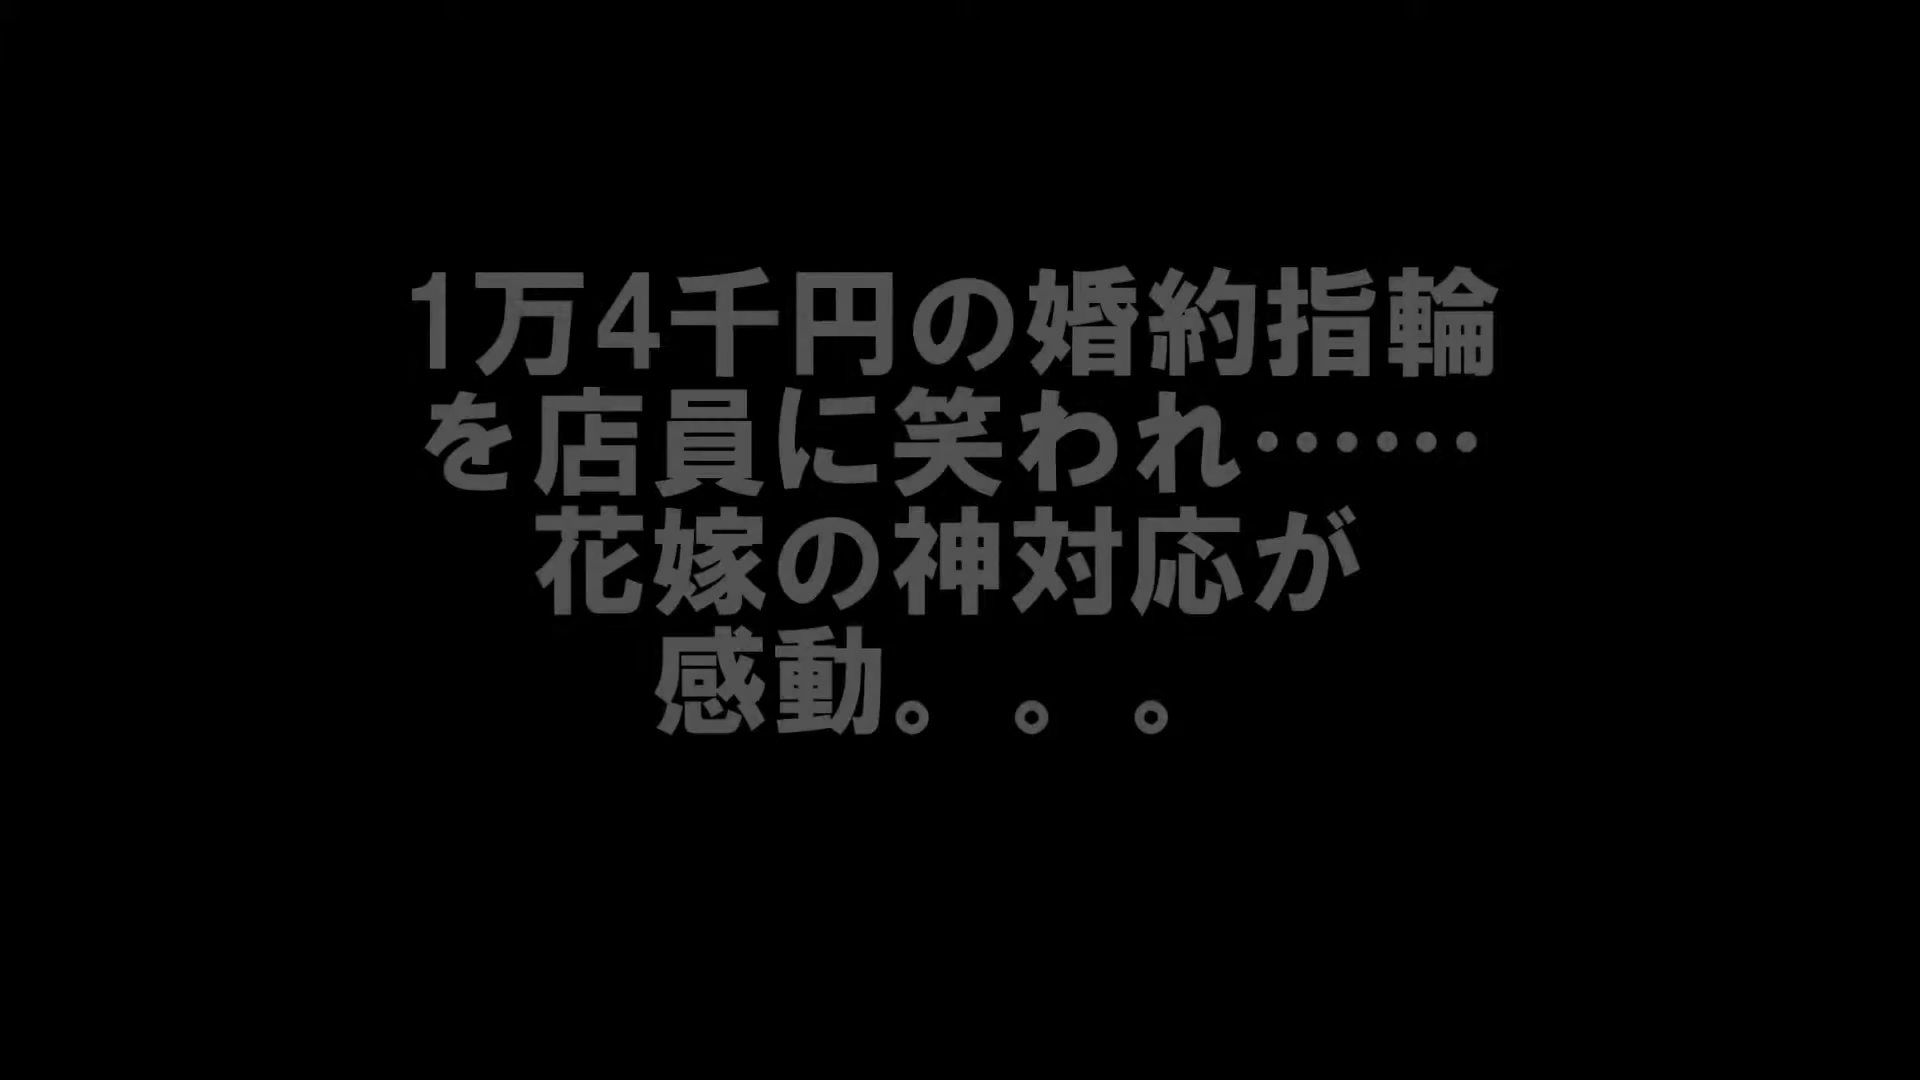 1万4千円の婚約指輪
を店員に笑われ……
花嫁の神対応が
感動。。。